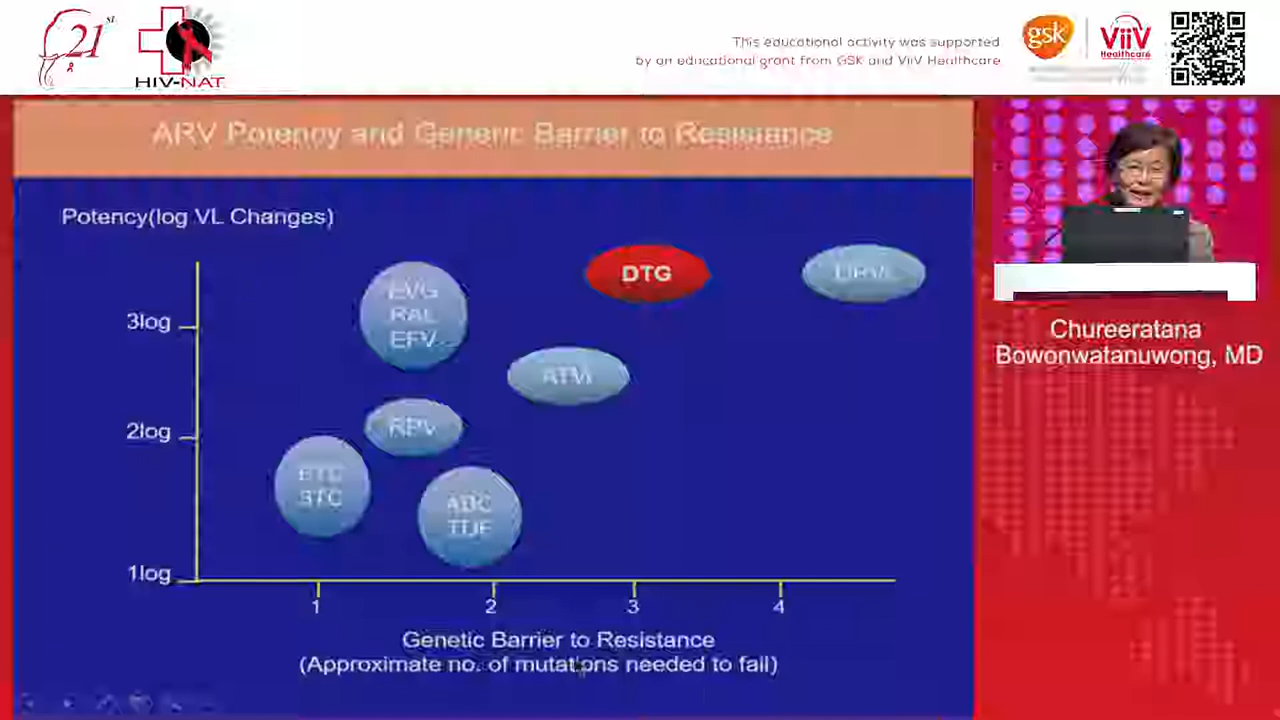 21st
HIV-NAT
This educational activity was supported
by an educational grant from GSK and ViiV Healthcare
gsk
ViiV
Healthcare
ARV Potency and Genetic Barrier to Resistance
Potency(log VL Changes)
3log
2log
1log
EVG
RAL
EFV
DTG
ATV/r
RPV
FTC
3TC
ABC
TDF
1
2
3
4
Genetic Barrier to Resistance
(Approximate no. of mutations needed to fail)
Chureeratana
Bowonwatanuwong, MD